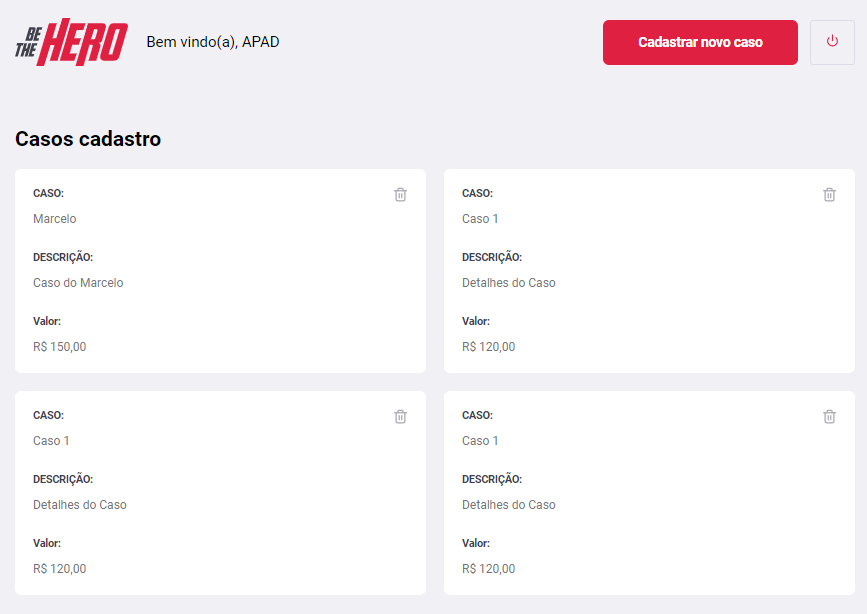 BE THE HERO
Bem vindo(a), APAD
Cadastrar novo caso
Casos cadastro
CASO:
Marcelo
DESCRIÇÃO:
Caso do Marcelo
Valor:
R$ 150,00
CASO:
Caso 1
DESCRIÇÃO:
Detalhes do Caso
Valor:
R$ 120,00
CASO:
Caso 1
DESCRIÇÃO:
Detalhes do Caso
Valor:
R$ 120,00
CASO:
Caso 1
DESCRIÇÃO:
Detalhes do Caso
Valor:
R$ 120,00